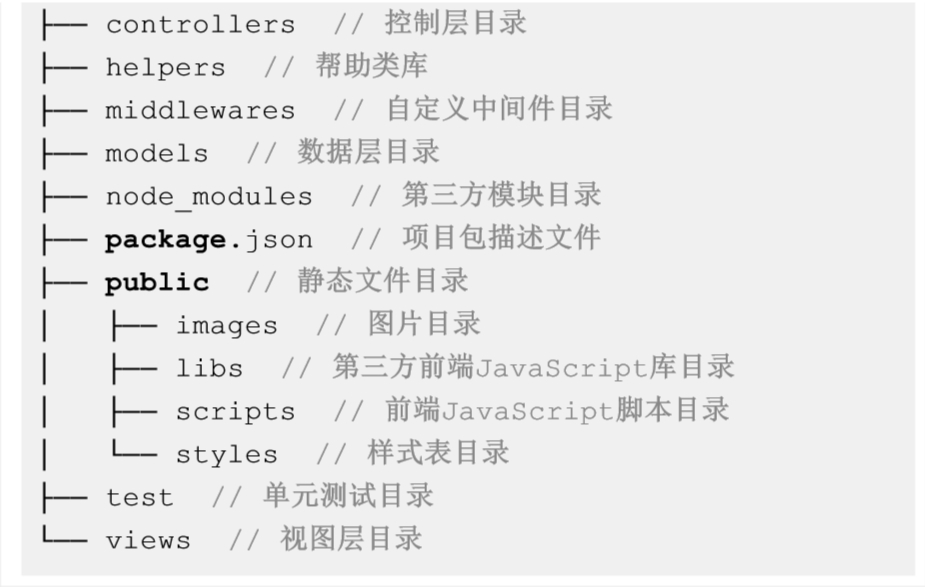 ├── controllers // 控制层目录
├── helpers // 帮助类库
├── middlewares // 自定义中间件目录
├── models // 数据层目录
├── node_modules // 第三方模块目录
├── package.json // 项目包描述文件
├── public // 静态文件目录
│   ├── images // 图片目录
│   ├── libs // 第三方前端JavaScript库目录
│   ├── scripts // 前端JavaScript脚本目录
│   └── styles // 样式表目录
├── test // 单元测试目录
└── views // 视图层目录